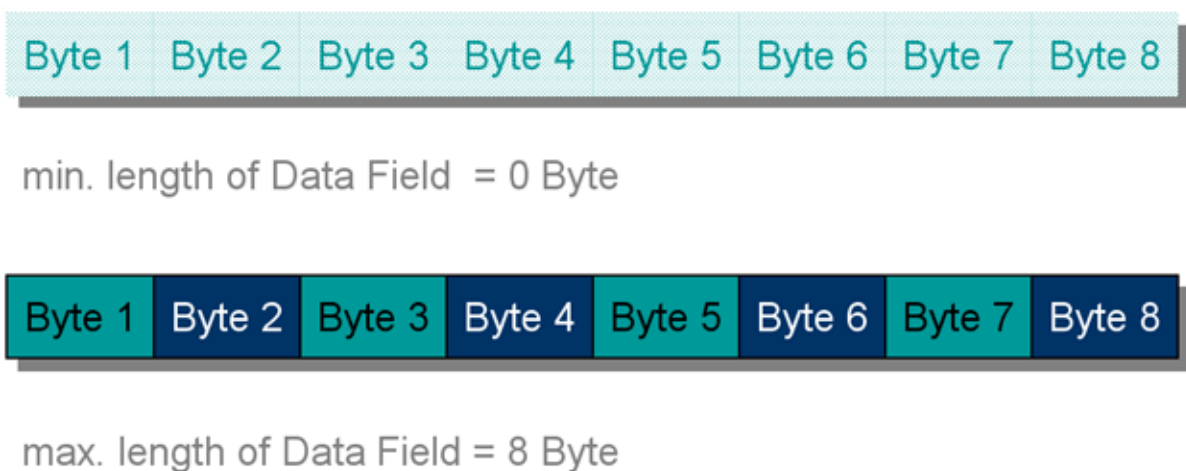 Byte 1 Byte 2 Byte 3 Byte 4 Byte 5 Byte 6 Byte 7 Byte 8
min. length of Data Field = 0 Byte
Byte 1 Byte 2 Byte 3 Byte 4 Byte 5 Byte 6 Byte 7 Byte 8
max. length of Data Field = 8 Byte